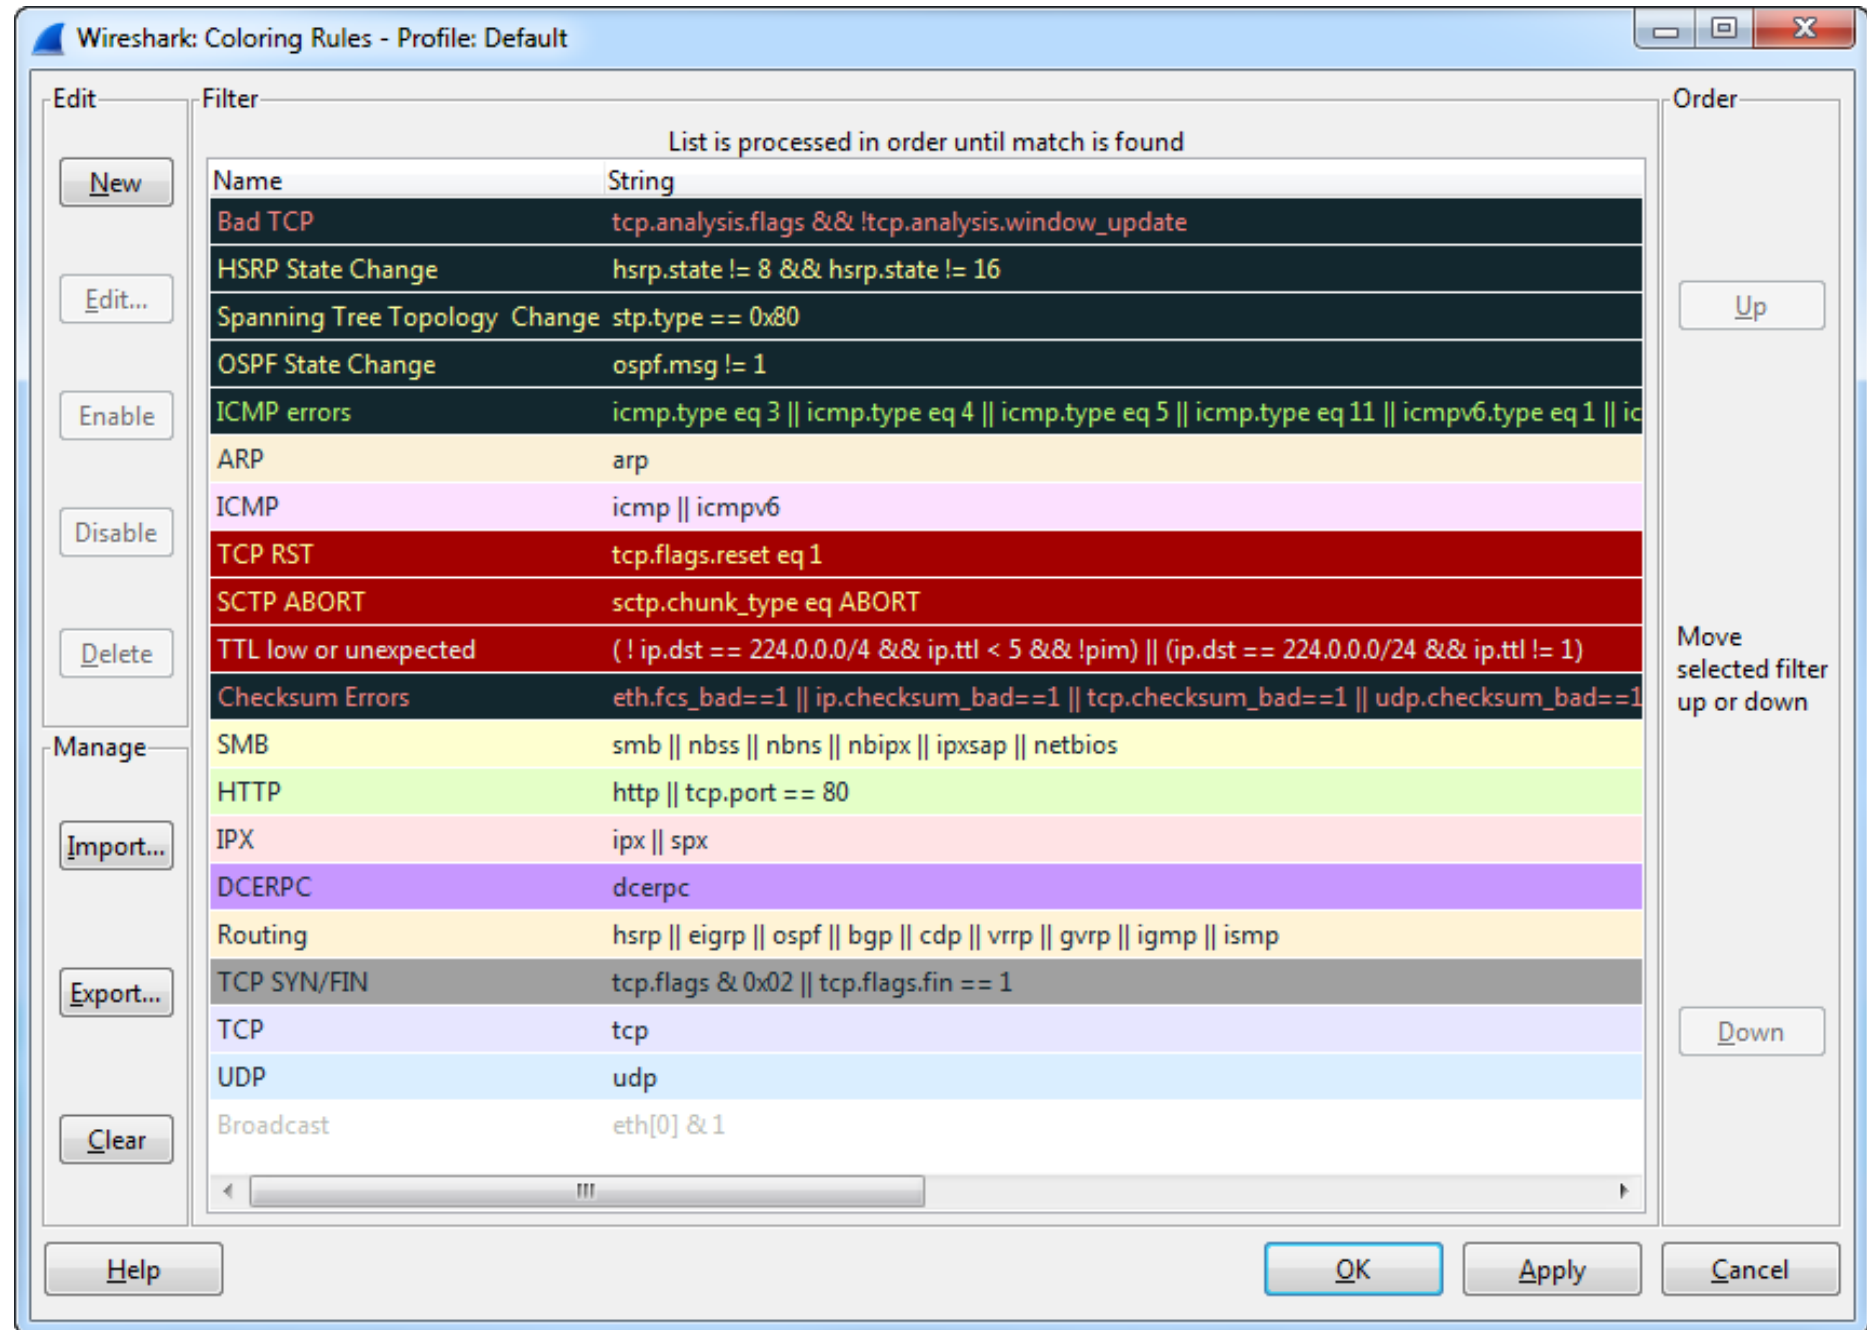 Wireshark: Coloring Rules - Profile: Default
Edit
New
Edit...
Enable
Disable
Delete
Manage
Import...
Export...
Clear
Filter
List is processed in order until match is found
Name String
Bad TCP tcp.analysis.flags && !tcp.analysis.window_update
HSRP State Change hsrp.state != 8 && hsrp.state != 16
Spanning Tree Topology  Change stp.type == 0x80
OSPF State Change ospf.msg != 1
ICMP errors icmp.type eq 3 || icmp.type eq 4 || icmp.type eq 5 || icmp.type eq 11 || icmpv6.type eq 1 || ic
ARP arp
ICMP icmp || icmpv6
TCP RST tcp.flags.reset eq 1
SCTP ABORT sctp.chunk_type eq ABORT
TTL low or unexpected ( ! ip.dst == 224.0.0.0/4 && ip.ttl < 5 && !pim) || (ip.dst == 224.0.0.0/24 && ip.ttl != 1)
Checksum Errors eth.fcs_bad==1 || ip.checksum_bad==1 || tcp.checksum_bad==1 || udp.checksum_bad==1
SMB smb || nbss || nbns || nbipx || ipxsap || netbios
HTTP http || tcp.port == 80
IPX ipx || spx
DCERPC dcerpc
Routing hsrp || eigrp || ospf || bgp || cdp || vrrp || gvrp || igmp || ismp
TCP SYN/FIN tcp.flags & 0x02 || tcp.flags.fin == 1
TCP tcp
UDP udp
Broadcast eth[0] & 1
Order
Up
Move
selected filter
up or down
Down
Help
OK
Apply
Cancel